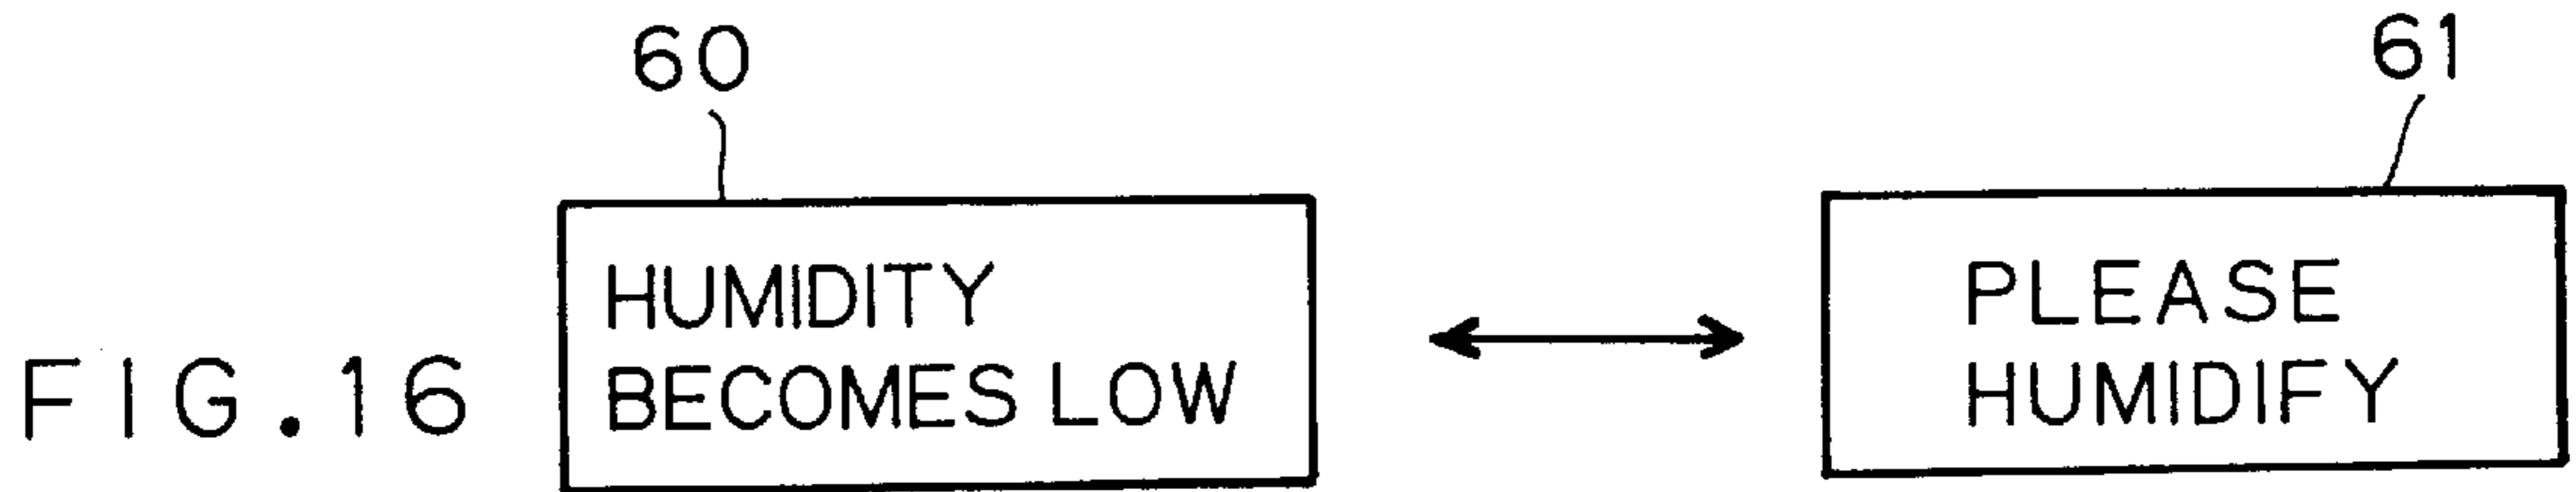 60
61
HUMIDITY
BECOMES LOW
PLEASE
HUMIDIFY
FIG.16